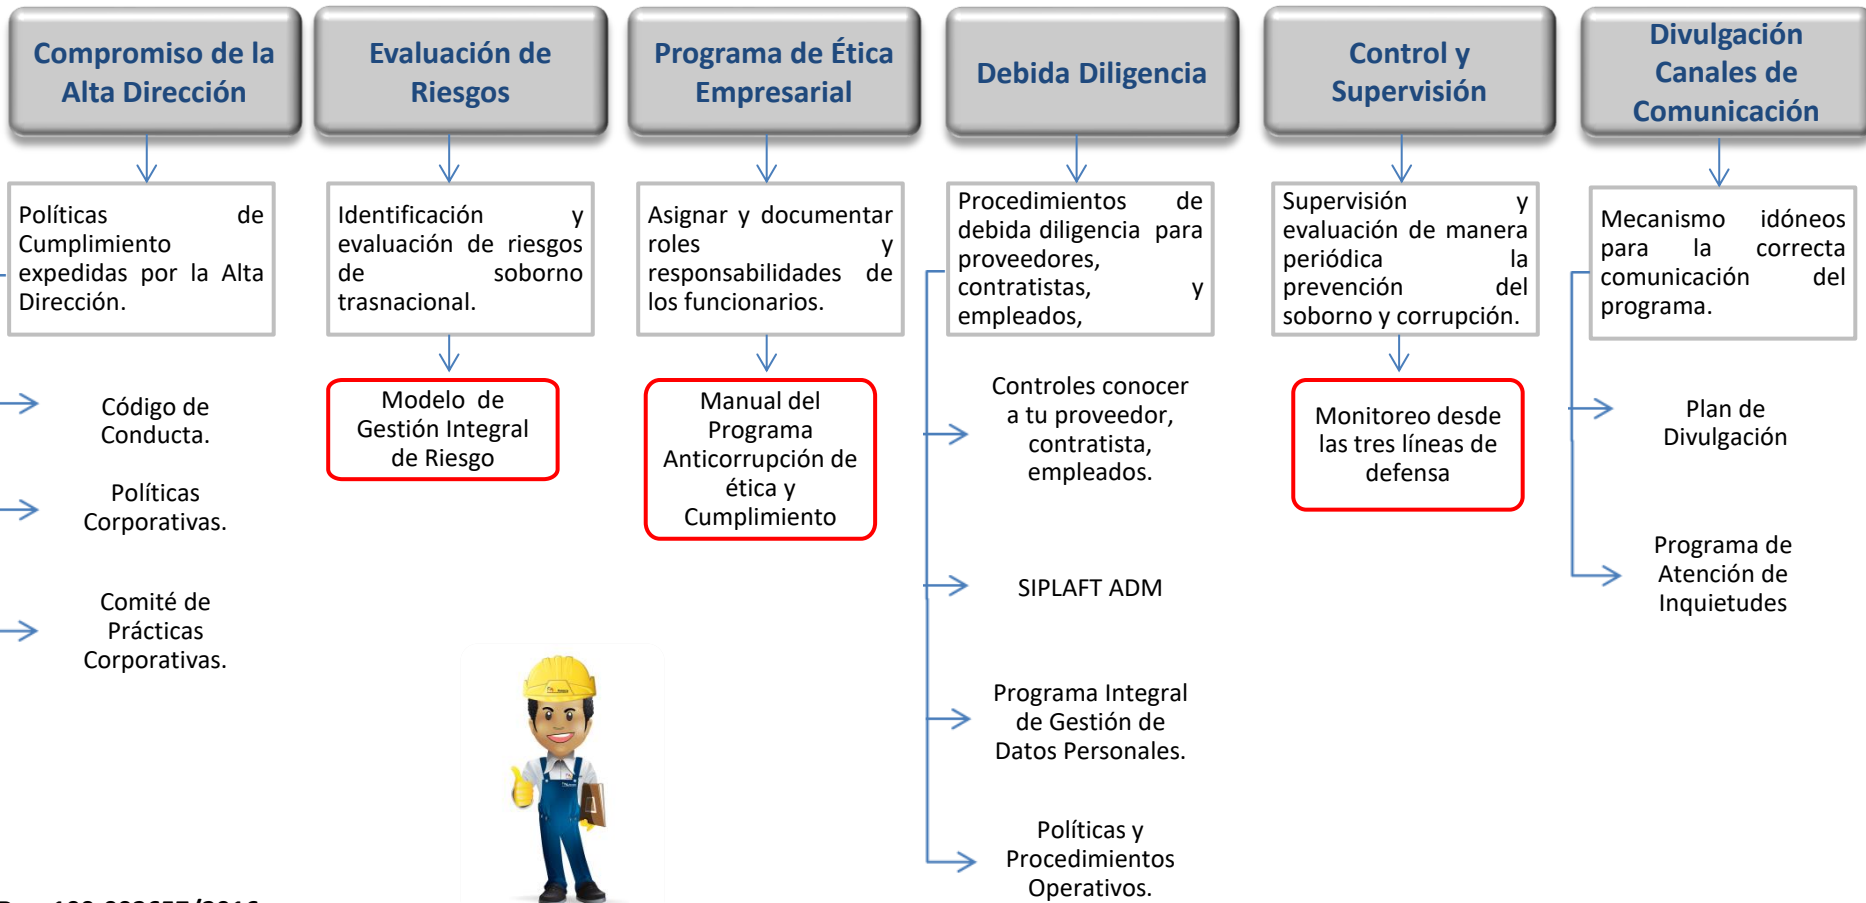 Compromiso de la
Alta Dirección
Políticas de
Cumplimiento
expedidas por la Alta
Dirección.
Código de
Conducta.
Políticas
Corporativas.
Comité de
Prácticas
Corporativas.
Evaluación de
Riesgos
Identificación y
evaluación de riesgos
de soborno
trasnacional.
Modelo de
Gestión Integral
de Riesgo
Programa de Ética
Empresarial
Asignar y documentar
roles y
responsabilidades de
los funcionarios.
Manual del
Programa
Anticorrupción de
ética y
Cumplimiento
Debida Diligencia
Procedimientos de
debida diligencia para
proveedores,
contratistas, y
empleados,
Controles conocer
a tu proveedor,
contratista,
empleados.
SIPLAFT ADM
Programa Integral
de Gestión de
Datos Personales.
Políticas y
Procedimientos
Operativos.
Control y
Supervisión
Supervisión y
evaluación de manera
periódica la
prevención del
soborno y corrupción.
Monitoreo desde
las tres líneas de
defensa
Divulgación
Canales de
Comunicación
Mecanismo idóneos
para la correcta
comunicación del
programa.
Plan de
Divulgación
Programa de
Atención de
Inquietudes